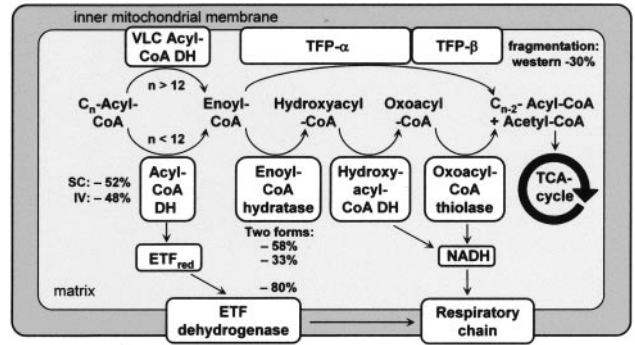 inner mitochondrial membrane
VLC Acyl-
CoA DH
TFP-α
TFP-β
fragmentation:
western -30%
n > 12
Cn-Acyl-
CoA
Enoyl-
CoA
Hydroxyacyl
-CoA
Oxoacyl
-CoA
Cn-2- Acyl-CoA
+ Acetyl-CoA
n < 12
SC: – 52%
IV: – 48%
Acyl-
CoA
DH
Enoyl-
CoA
hydratase
Hydroxy-
acyl-
CoA DH
Oxoacyl-
CoA
thiolase
TCA-
cycle
Two forms:
– 58%
– 33%
ETFred
NADH
– 80%
matrix
ETF
dehydrogenase
Respiratory
chain